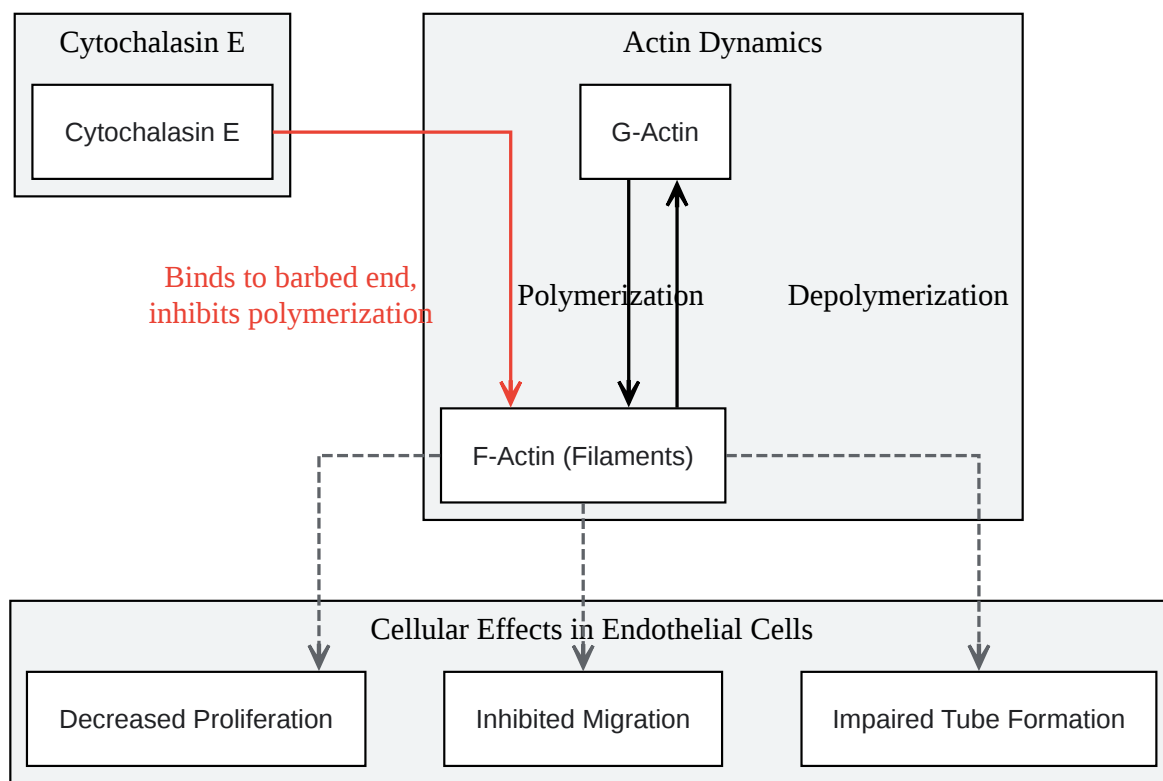 Cytochalasin E
Actin Dynamics
Cytochalasin E
G-Actin
Binds to barbed end,
inhibits polymerization
Polymerization
Depolymerization
F-Actin (Filaments)
Cellular Effects in Endothelial Cells
Decreased Proliferation
Inhibited Migration
Impaired Tube Formation